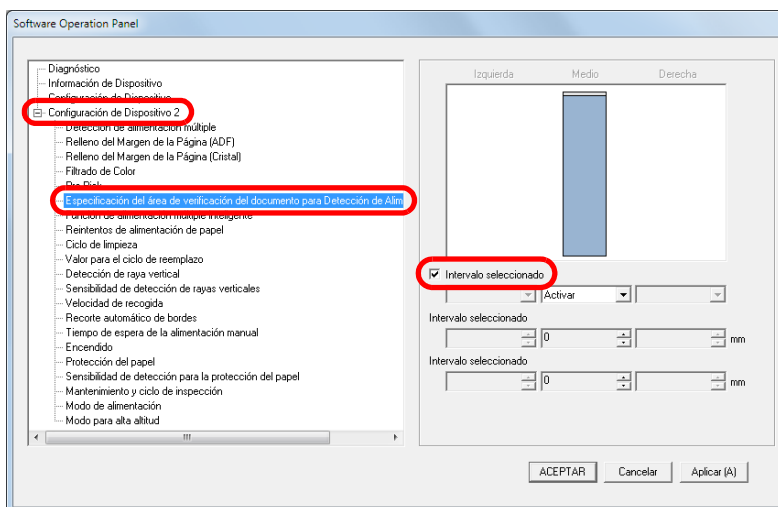 Software Operation Panel
Diagnóstico
Información de Dispositivo
Configuración de Dispositivo
Configuración de Dispositivo 2
Detección de alimentación múltiple
Relleno del Margen de la Página (ADF)
Relleno del Margen de la Página (Cristal)
Filtrado de Color
Pre-Pick
Especificación del área de verificación del documento para Detección de Alim
Función de alimentación múltiple inteligente
Reintentos de alimentación de papel
Ciclo de limpieza
Valor para el ciclo de reemplazo
Detección de raya vertical
Sensibilidad de detección de rayas verticales
Velocidad de recogida
Recorte automático de bordes
Tiempo de espera de la alimentación manual
Encendido
Protección del papel
Sensibilidad de detección para la protección del papel
Mantenimiento y ciclo de inspección
Modo de alimentación
Modo para alta altitud
Izquierda Medio Derecha
Intervalo seleccionado
Activar
Intervalo seleccionado
0 mm
Intervalo seleccionado
0 mm
ACEPTAR Cancelar Aplicar (A)